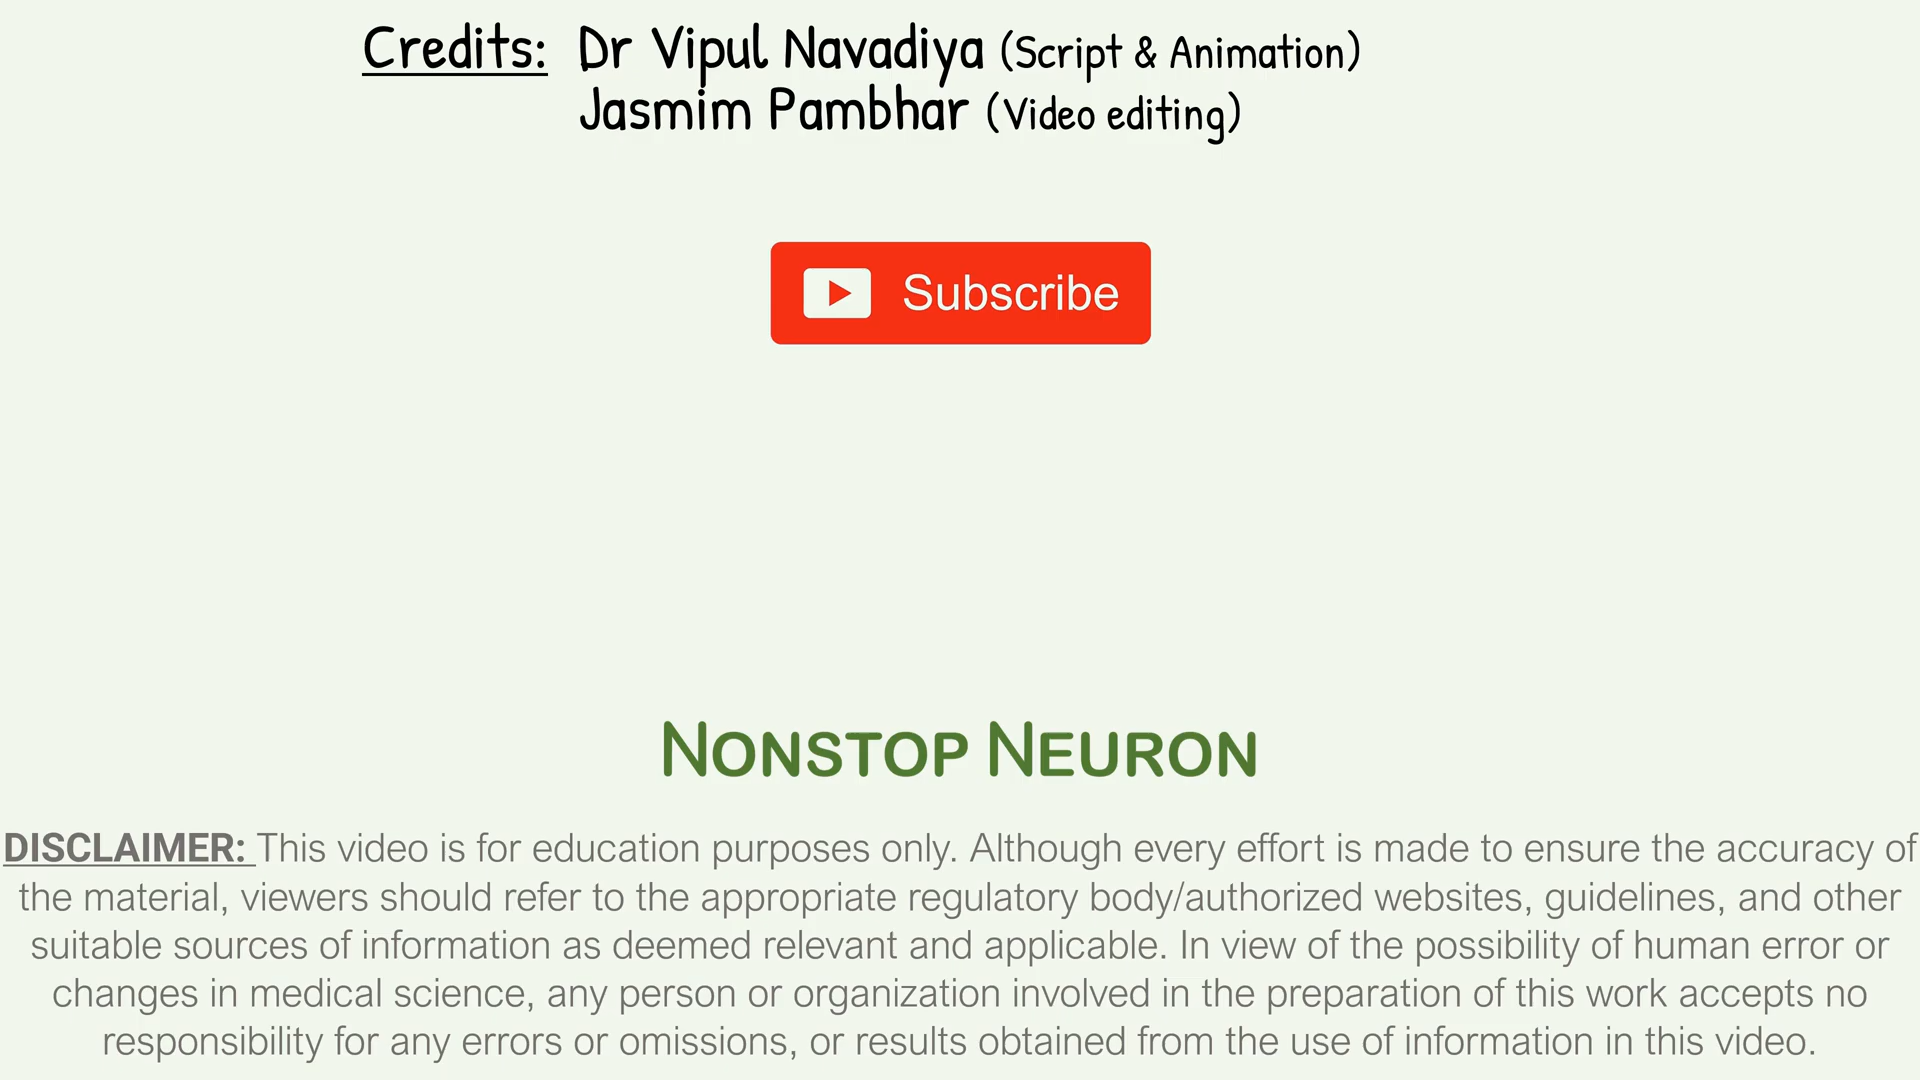 Credits: Dr Vipul Navadiya (Script & Animation)
Jasmim Pambhar (Video editing)
Subscribe
NONSTOP NEURON
DISCLAIMER: This video is for education purposes only. Although every effort is made to ensure the accuracy of
the material, viewers should refer to the appropriate regulatory body/authorized websites, guidelines, and other
suitable sources of information as deemed relevant and applicable. In view of the possibility of human error or
changes in medical science, any person or organization involved in the preparation of this work accepts no
responsibility for any errors or omissions, or results obtained from the use of information in this video.